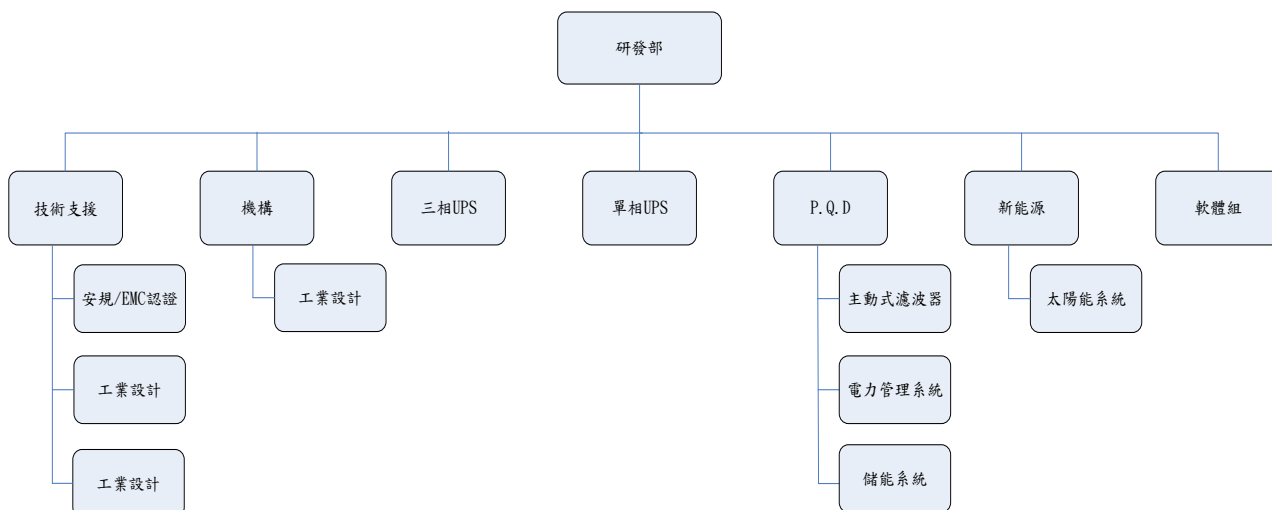 研發部
技術支援
機構
三相UPS
單相UPS
P.Q.D
新能源
軟體組
安規/EMC認證
工業設計
主動式濾波器
太陽能系統
工業設計
電力管理系統
工業設計
儲能系統